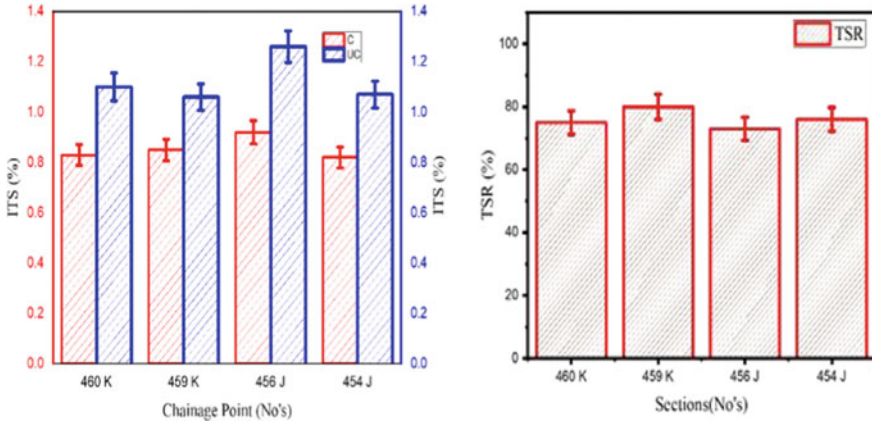 1.4
1.2
1.0
0.8
0.6
0.4
0.2
0.0
ITS (%)
C
UC
1.4
1.2
1.0
0.8
0.6
0.4
0.2
0.0
ITS (%)
460 K 459 K 456 J 454 J
Chainage Point (No's)
100
80
60
40
20
0
TSR (%)
TSR
460 K 459 K 456 J 454 J
Sections(No's)